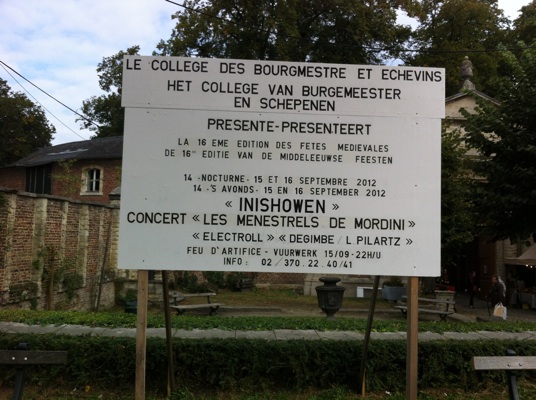 LE COLLEGE DES BOURGMESTRE ET ECHEVINS
HET COLLEGE VAN BURGEMEESTER
EN SCHEPENEN
PRESENTE-PRESENTEERT
LA 16 EME EDITION DES FETES MEDIEVALES
DE 16" EDITIE VAN DE MIDDELEEUWSE FEESTEN
14 - NOCTURNE - 15 ET 16 SEPTEMBRE 2012
14 - 'S AVONDS - 15 EN 16 SEPTEMBER 2012
« INISHOWEN »
CONCERT « LES MENESTRELS DE MORDINI »
« ELECTROLL » « DEGIMBE / L PILARTZ »
FEU D'ARTIFICE - VUURWERK 15/09 - 22H/U
INFO : 02 / 370.22.40 / 41